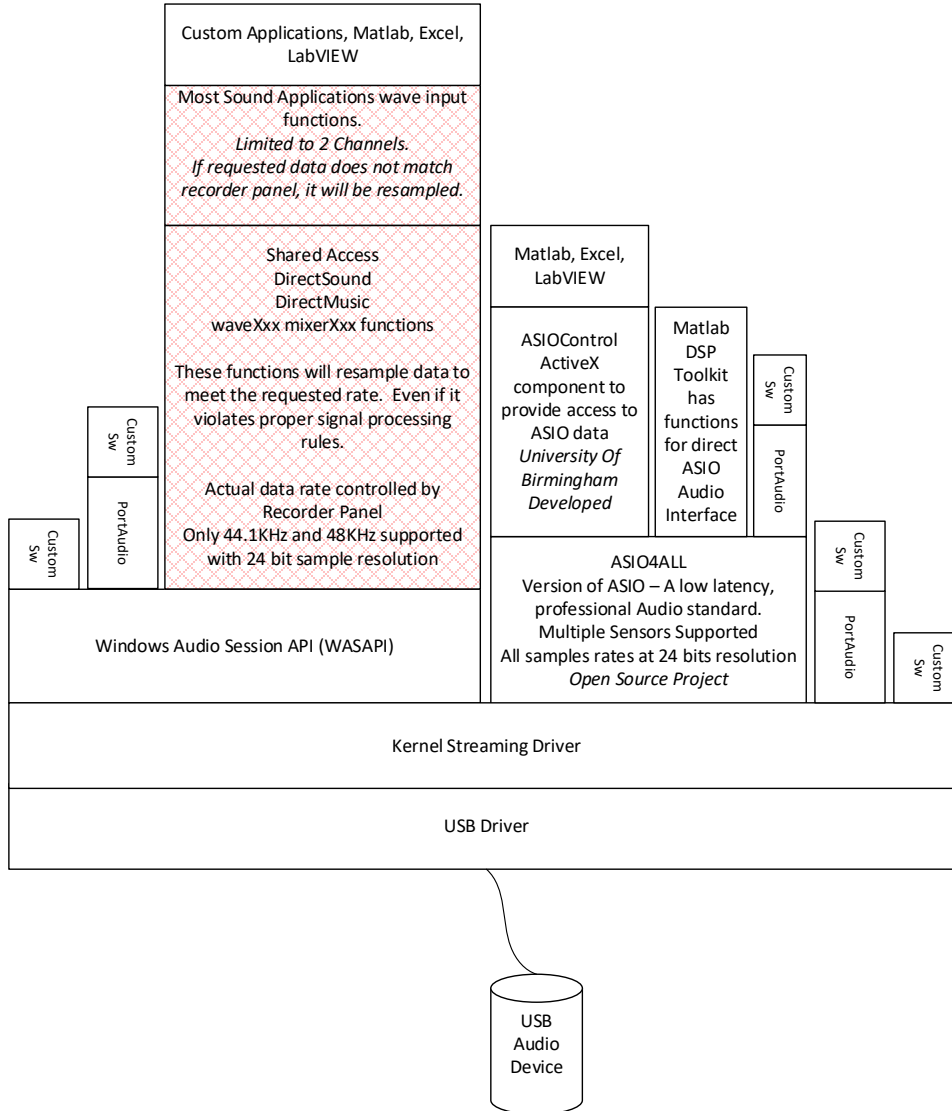 Custom Applications, Matlab, Excel,
LabVIEW
Most Sound Applications wave input
functions.
Limited to 2 Channels.
If requested data does not match
recorder panel, it will be resampled.
Shared Access
DirectSound
DirectMusic
waveXxx mixerXxx functions
These functions will resample data to
meet the requested rate.  Even if it
violates proper signal processing
rules.
Actual data rate controlled by
Recorder Panel
Only 44.1KHz and 48KHz supported
with 24 bit sample resolution
Custom
Sw
PortAudio
Custom
Sw
Windows Audio Session API (WASAPI)
Matlab, Excel,
LabVIEW
ASIOControl
ActiveX
component to
provide access to
ASIO data
University Of
Birmingham
Developed
Matlab
DSP
Toolkit
has
functions
for direct
ASIO
Audio
Interface
Custom
Sw
PortAudio
ASIO4ALL
Version of ASIO – A low latency,
professional Audio standard.
Multiple Sensors Supported
All samples rates at 24 bits resolution
Open Source Project
Custom
Sw
PortAudio
Custom
Sw
Kernel Streaming Driver
USB Driver
USB
Audio
Device